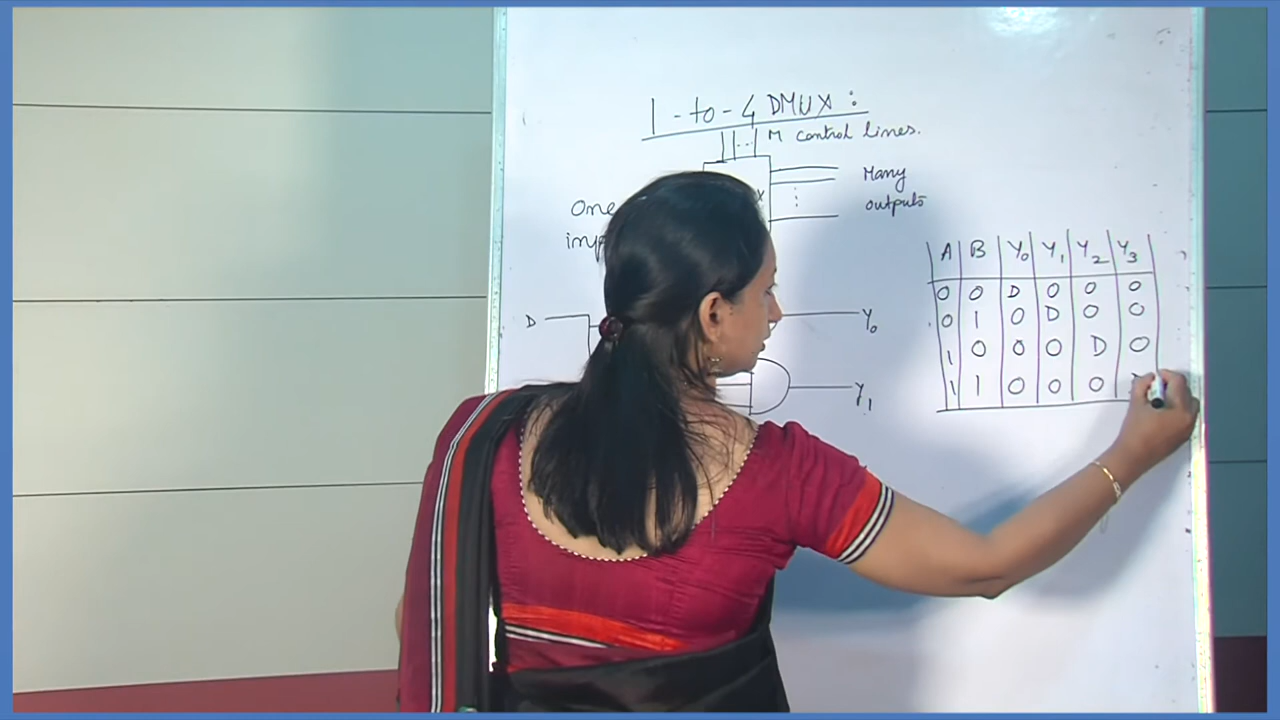 1 - to - 4 DMUX :
M control lines.
Many
outputs
One
D
Y0
Y1
A B Y0 Y1 Y2 Y3
0 0 D 0 0 0
0 1 0 D 0 0
1 0 0 0 D 0
1 1 0 0 0